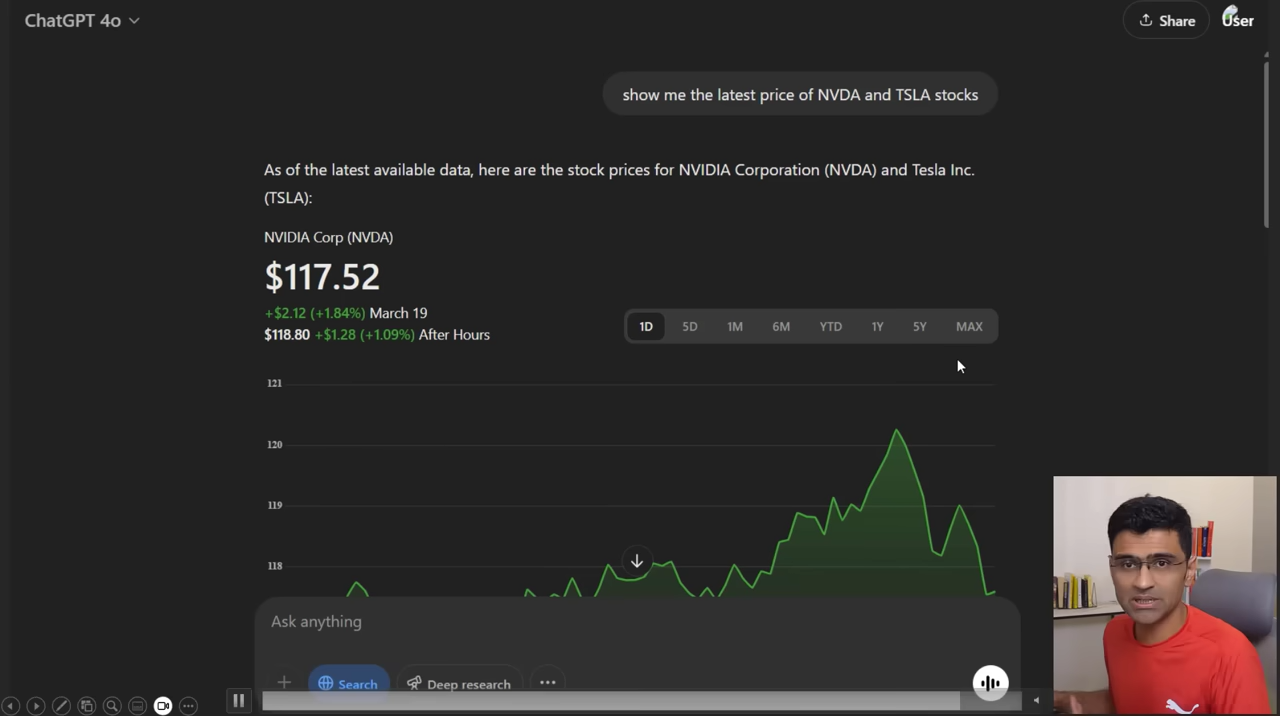 ChatGPT 4o
Share
User
show me the latest price of NVDA and TSLA stocks
As of the latest available data, here are the stock prices for NVIDIA Corporation (NVDA) and Tesla Inc.
(TSLA):
NVIDIA Corp (NVDA)
$117.52
+$2.12 (+1.84%) March 19
$118.80 +$1.28 (+1.09%) After Hours
1D 5D 1M 6M YTD 1Y 5Y MAX
121
120
119
118
Ask anything
Search
Deep research